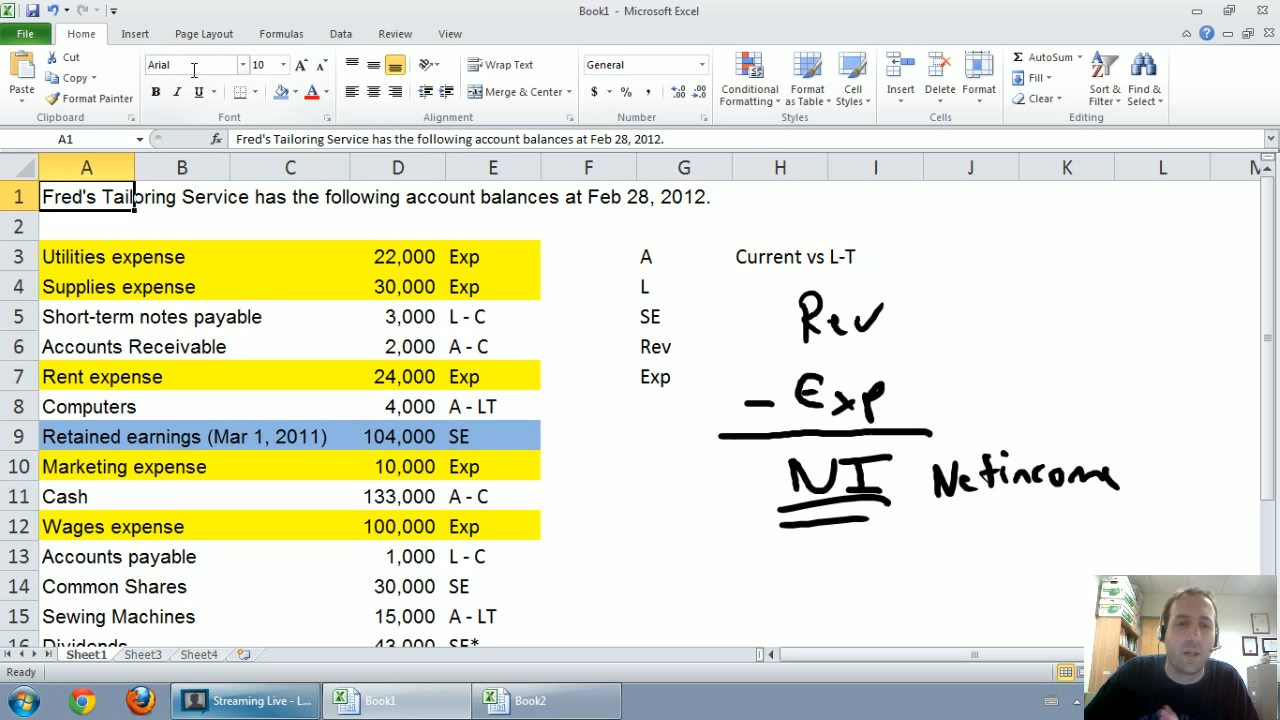 Book1 - Microsoft Excel
File Home Insert Page Layout Formulas Data Review View
Cut Arial 10 Wrap Text General AutoSum
Copy Fill
Paste Format Painter B I U Merge & Center $ % , Conditional Formatting Format as Table Cell Styles Insert Delete Format Clear Sort & Filter Find & Select
Clipboard Font Alignment Number Styles Cells Editing
A1 fx Fred's Tailoring Service has the following account balances at Feb 28, 2012.
A B C D E F G H I J K L M
1 Fred's Tailoring Service has the following account balances at Feb 28, 2012.
2
3 Utilities expense 22,000 Exp A Current vs L-T
4 Supplies expense 30,000 Exp L
5 Short-term notes payable 3,000 L - C SE Rev
6 Accounts Receivable 2,000 A - C Rev
7 Rent expense 24,000 Exp Exp - Exp
8 Computers 4,000 A - LT
9 Retained earnings (Mar 1, 2011) 104,000 SE
10 Marketing expense 10,000 Exp NI Net income
11 Cash 133,000 A - C
12 Wages expense 100,000 Exp
13 Accounts payable 1,000 L - C
14 Common Shares 30,000 SE
15 Sewing Machines 15,000 A - LT
16 Dividends 43,000 SE*
Sheet1 Sheet3 Sheet4
Ready
Streaming Live - L... Book1 Book2